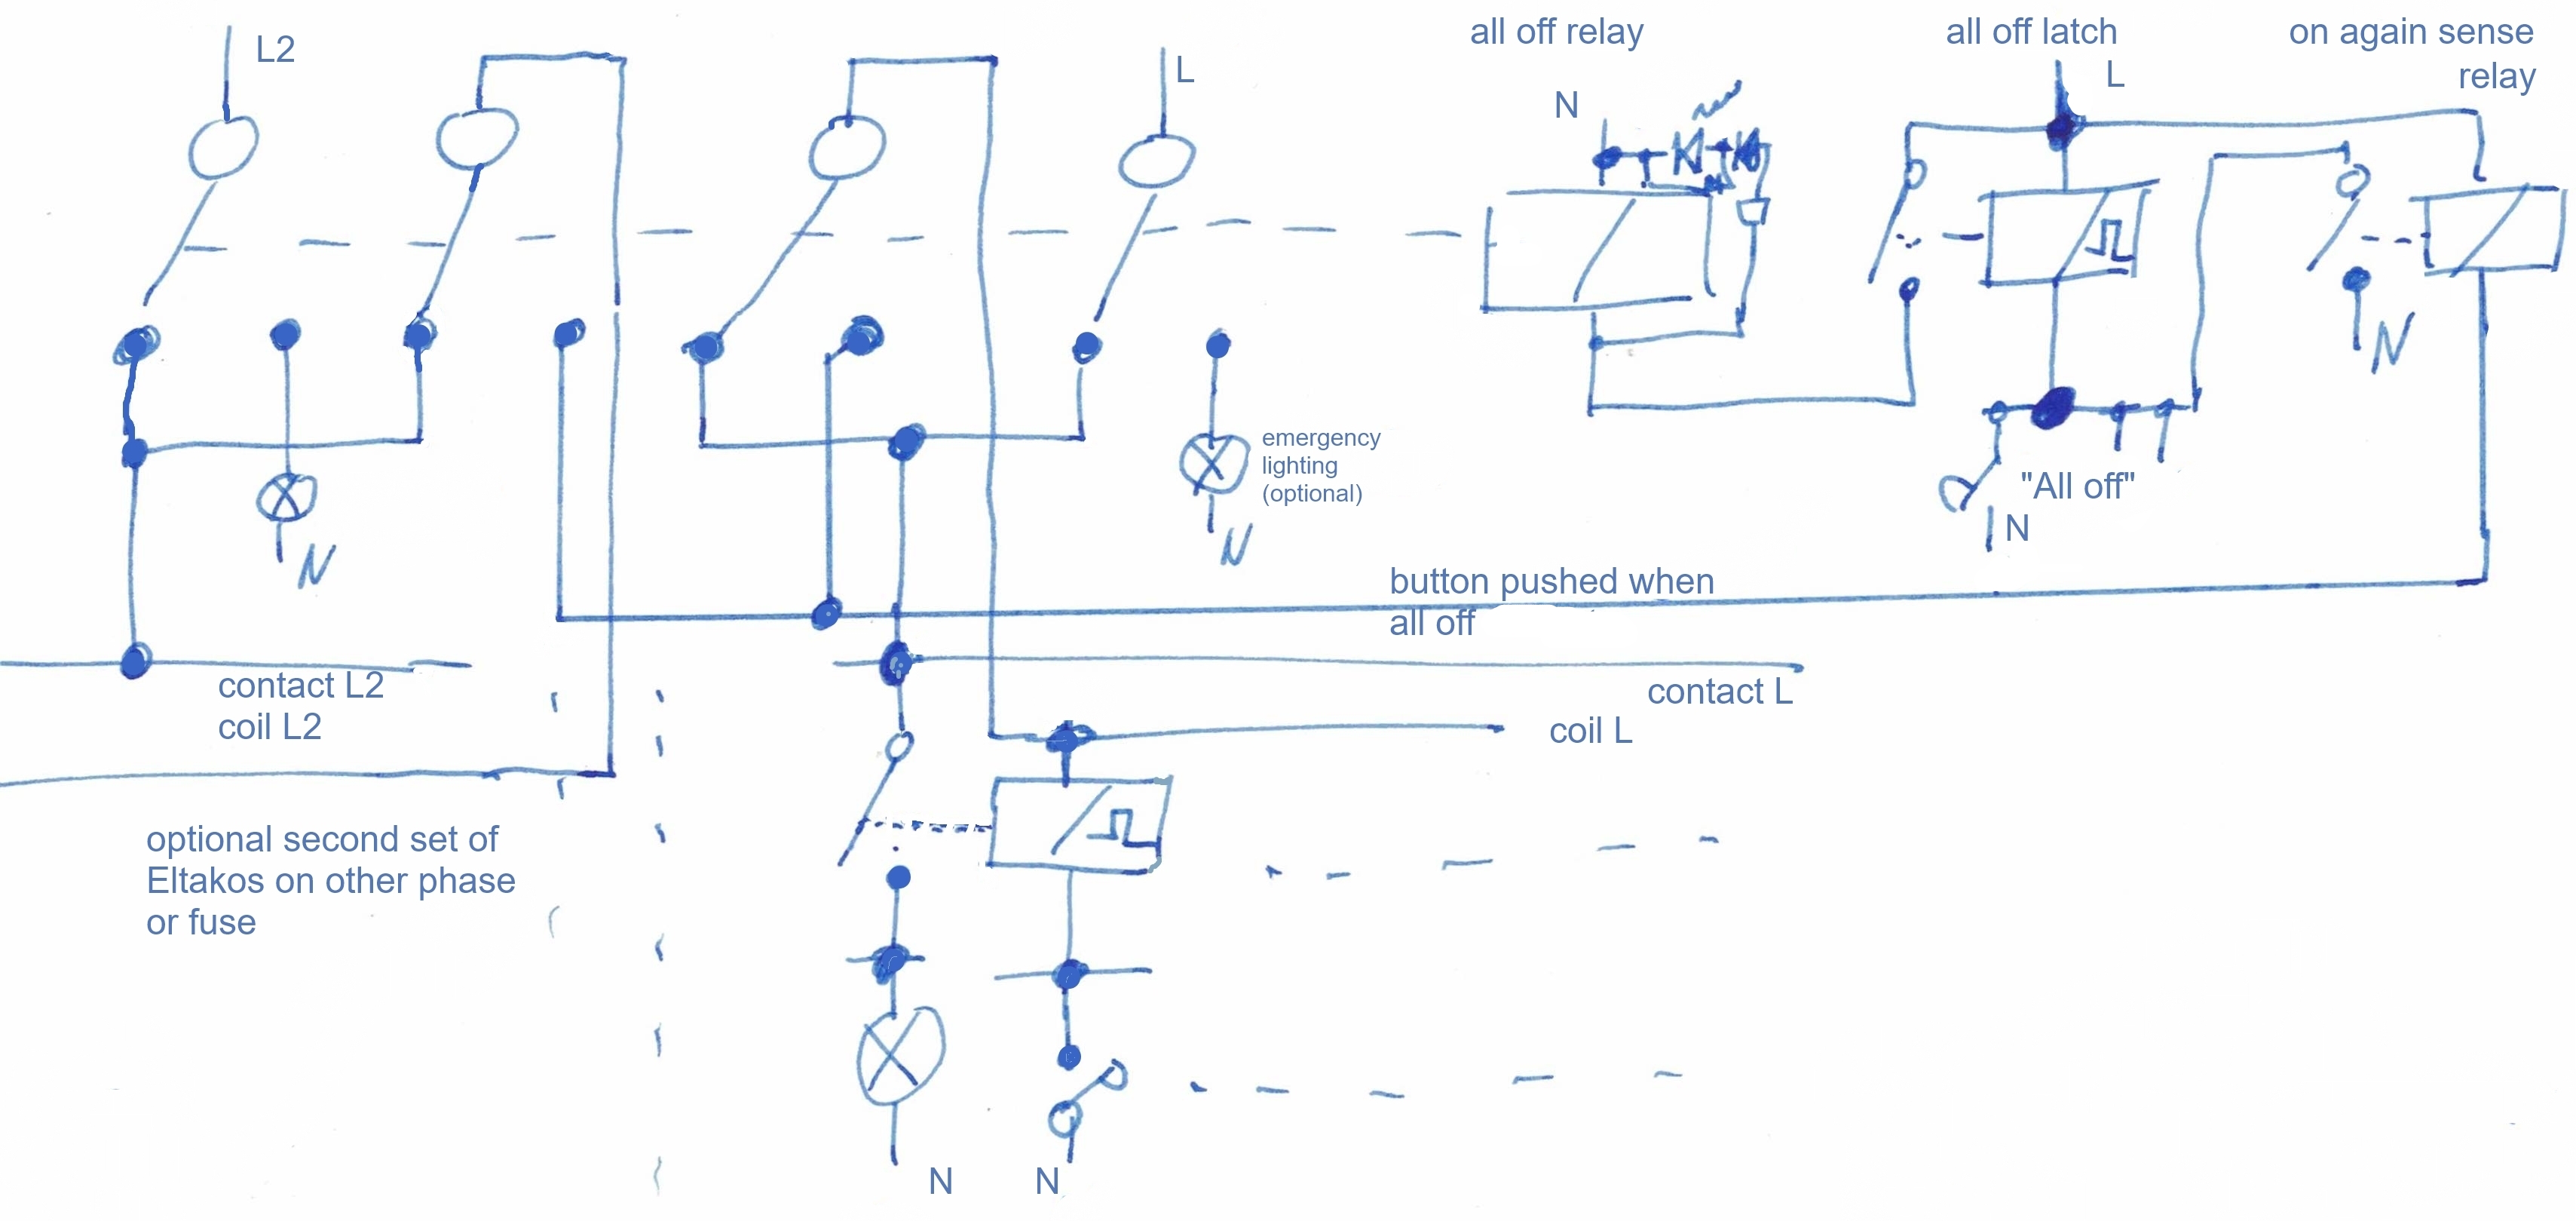 all off relay
all off latch
on again sense
relay
L2
L
L
N
emergency
lighting
(optional)
N
N
N
"All off"
N
button pushed when
all off
contact L2
coil L2
contact L
coil L
optional second set of
Eltakos on other phase
or fuse
N
N